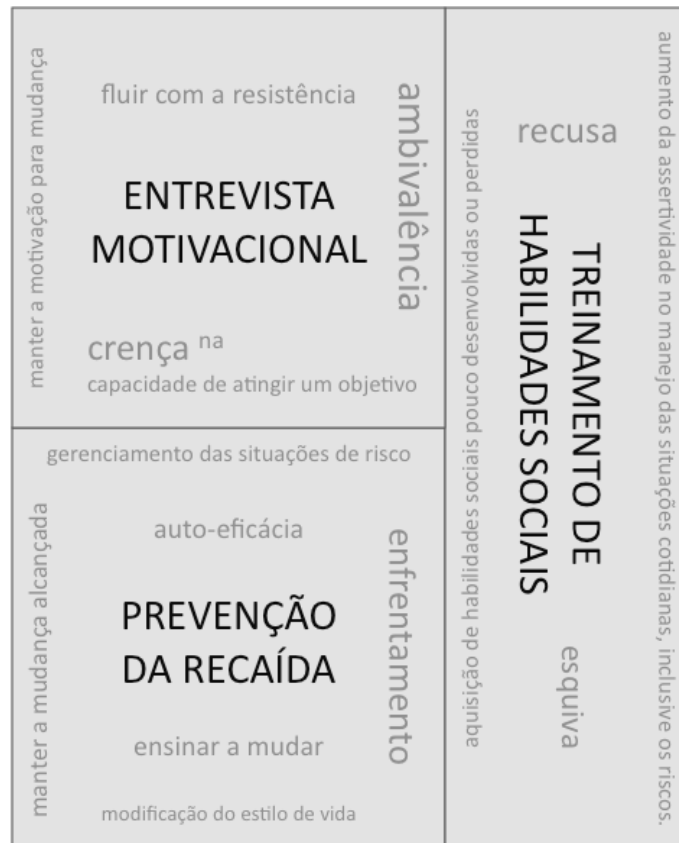 manter a motivação para mudança
fluir com a resistência
ambivalência
ENTREVISTA
MOTIVACIONAL
crença na
capacidade de atingir um objetivo
gerenciamento das situações de risco
manter a mudança alcançada
auto-eficácia
enfrentamento
PREVENÇÃO
DA RECAÍDA
ensinar a mudar
modificação do estilo de vida
aquisição de habilidades sociais pouco desenvolvidas ou perdidas
recusa
TREINAMENTO DE
HABILIDADES SOCIAIS
esquiva
aumento da assertividade no manejo das situações cotidianas, inclusive os riscos.